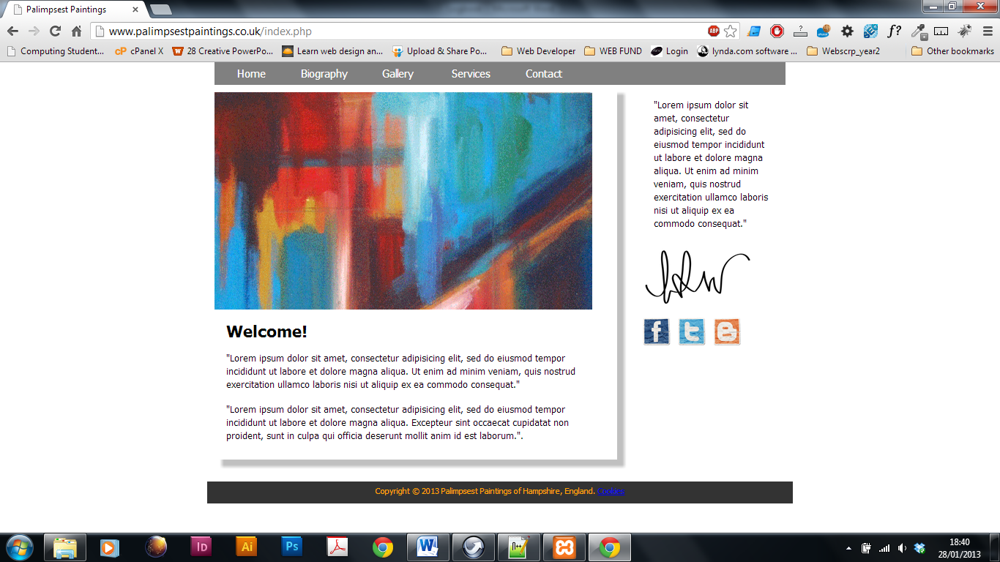 Palimpsest Paintings
www.palimpsestpaintings.co.uk/index.php
ABP
f?
Computing Student...
cP cPanel X
W 28 Creative PowerPo...
Learn web design an...
Upload & Share Po...
Web Developer
WEB FUND
Login
lynda.com software ...
Webscrp_year2
Other bookmarks
Home Biography Gallery Services Contact
"Lorem ipsum dolor sit
amet, consectetur
adipisicing elit, sed do
eiusmod tempor incididunt
ut labore et dolore magna
aliqua. Ut enim ad minim
veniam, quis nostrud
exercitation ullamco laboris
nisi ut aliquip ex ea
commodo consequat."
f t B
Welcome!
"Lorem ipsum dolor sit amet, consectetur adipisicing elit, sed do eiusmod tempor
incididunt ut labore et dolore magna aliqua. Ut enim ad minim veniam, quis nostrud
exercitation ullamco laboris nisi ut aliquip ex ea commodo consequat."
"Lorem ipsum dolor sit amet, consectetur adipisicing elit, sed do eiusmod tempor
incididunt ut labore et dolore magna aliqua. Excepteur sint occaecat cupidatat non
proident, sunt in culpa qui officia deserunt mollit anim id est laborum.".
Copyright © 2013 Palimpsest Paintings of Hampshire, England. Cookies
Id Ai Ps W N++
18:40
28/01/2013